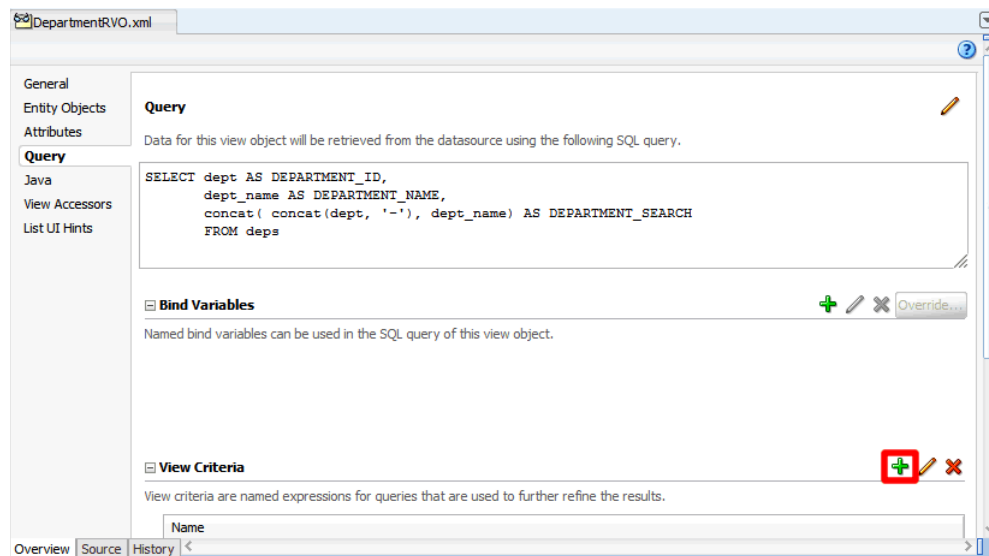 DepartmentRVO.xml
General
Entity Objects
Attributes
Query
Java
View Accessors
List UI Hints
Query
Data for this view object will be retrieved from the datasource using the following SQL query.
SELECT dept AS DEPARTMENT_ID,
dept_name AS DEPARTMENT_NAME,
concat( concat(dept, '-'), dept_name) AS DEPARTMENT_SEARCH
FROM deps
Bind Variables
Override...
Named bind variables can be used in the SQL query of this view object.
View Criteria
View criteria are named expressions for queries that are used to further refine the results.
Name
Overview Source History